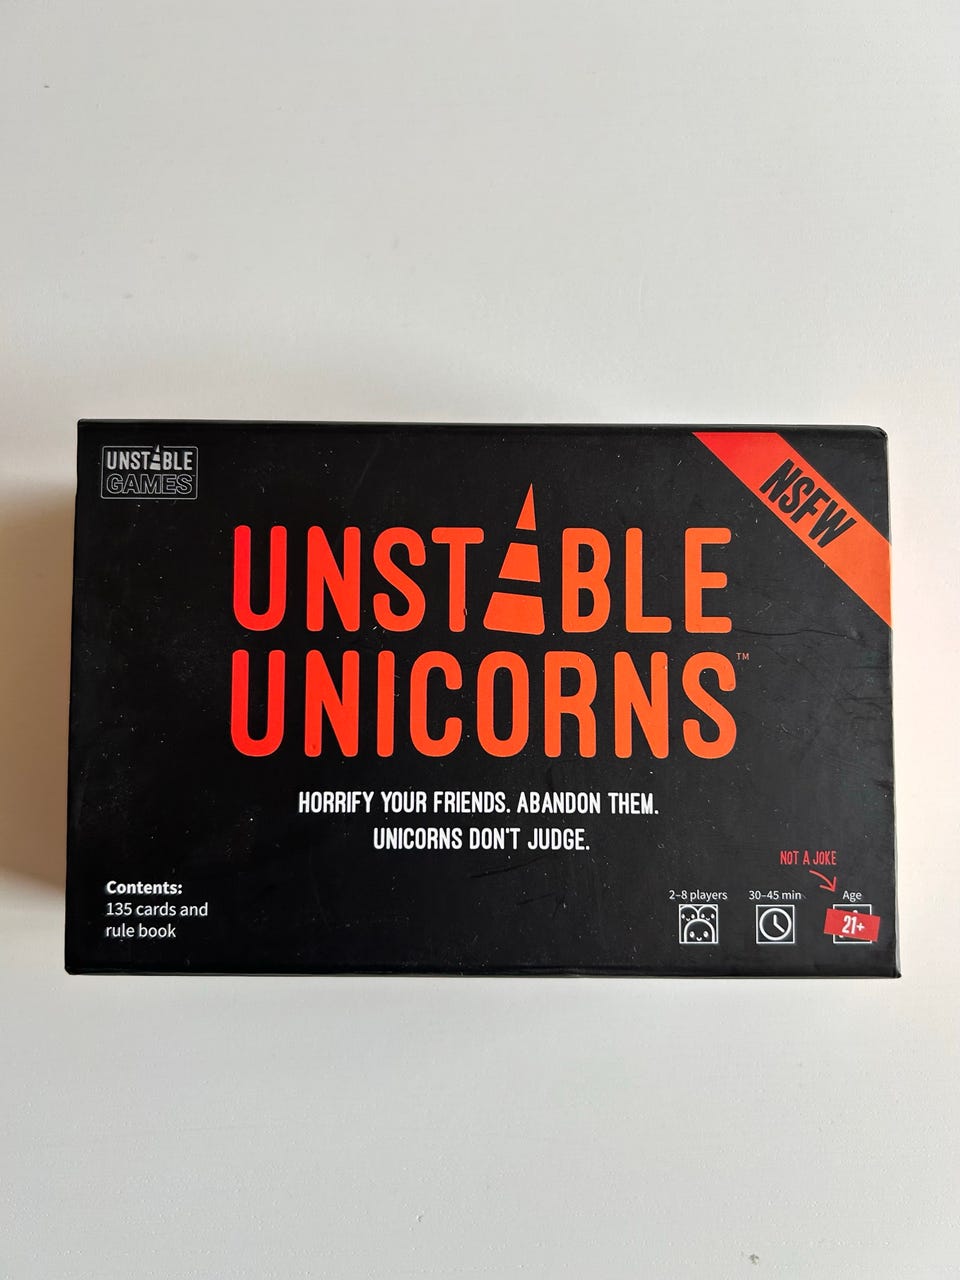 UNSTABLE
GAMES
NSFW
UNSTABLE
UNICORNS™
HORRIFY YOUR FRIENDS. ABANDON THEM.
UNICORNS DON'T JUDGE.
Contents:
135 cards and
rule book
2–8 players
30–45 min
NOT A JOKE
Age
21+